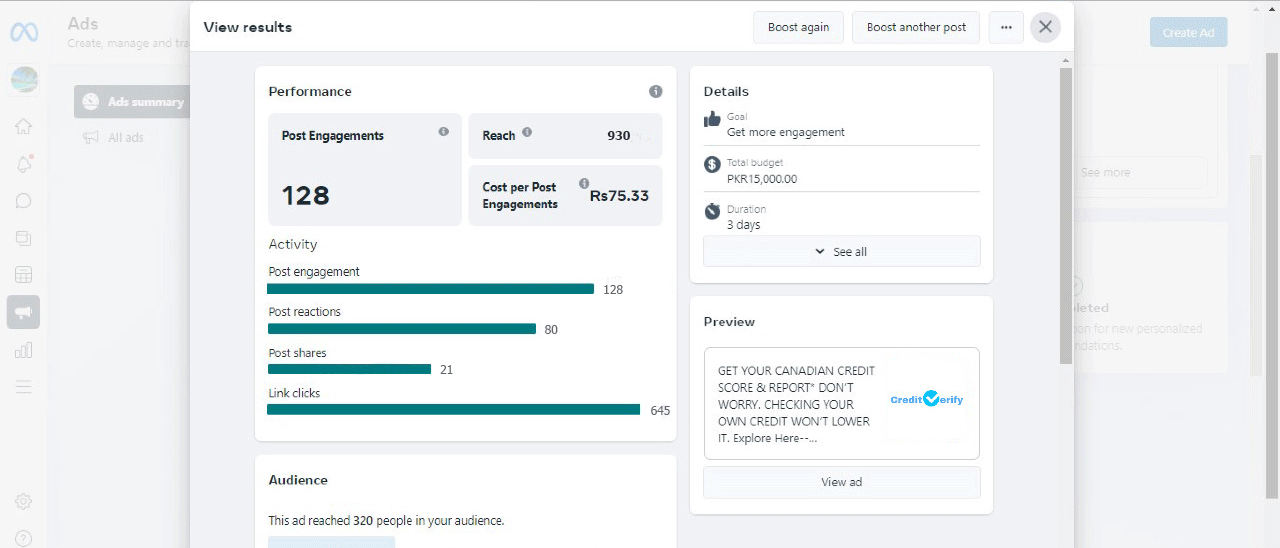 Ads
Create, manage and tra
Ads summary
All ads
View results
Boost again
Boost another post
Create Ad
Performance
Post Engagements
128
Reach
930
Cost per Post
Engagements
Rs75.33
Activity
Post engagement
128
Post reactions
80
Post shares
21
Link clicks
645
Audience
This ad reached 320 people in your audience.
Details
Goal
Get more engagement
Total budget
PKR15,000.00
Duration
3 days
See all
Preview
GET YOUR CANADIAN CREDIT
SCORE & REPORT* DON'T
WORRY. CHECKING YOUR
OWN CREDIT WON'T LOWER
IT. Explore Here--...
Credit Verify
View ad
See more
leted
oon for new personalized
ndations.